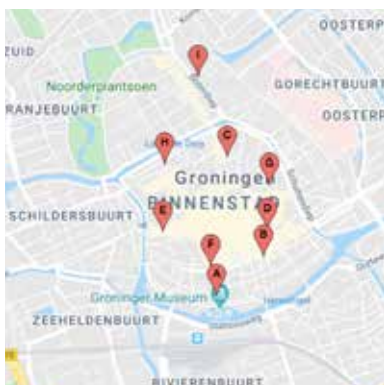 OOSTERP
ZUID
I
Noorderplantsoen
GORECHTBUURT
RANJEBUURT
OOSTERP
C
H
G
Groningen
BINNENSTAD
SCHILDERSBUURT
E
D
B
F
A
Groninger Museum
ZEEHELDENBUURT
RIVIERENBUURT